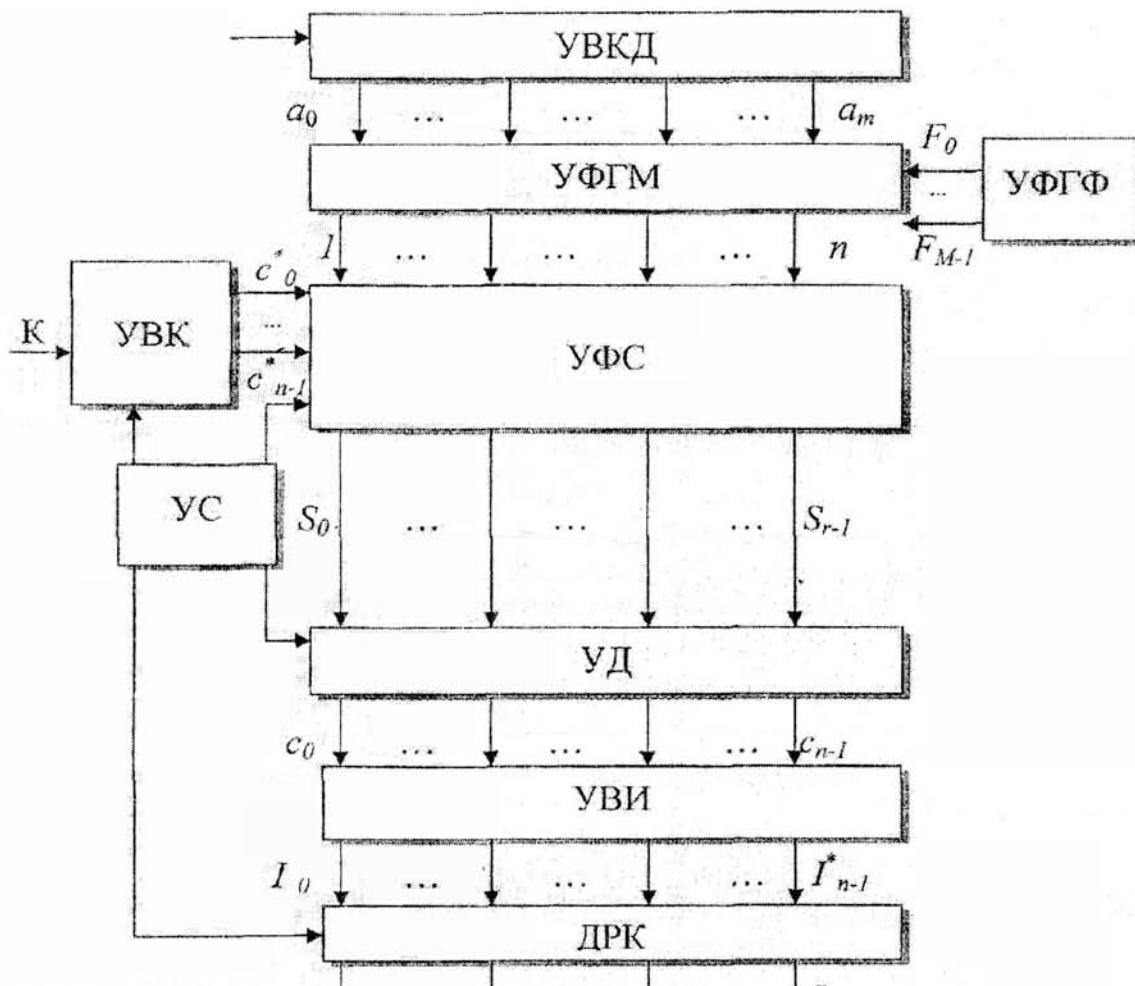 УВКД
a0 ... ... ... am
УФГМ
F0
...
FM-1
УФГФ
1 ... ... ... n
К
УВК
c*0
...
c*n-1
УФС
УС
S0 ... ... ... Sr-1
УД
c0 ... ... ... cn-1
УВИ
I0 ... ... ... I*n-1
ДРК